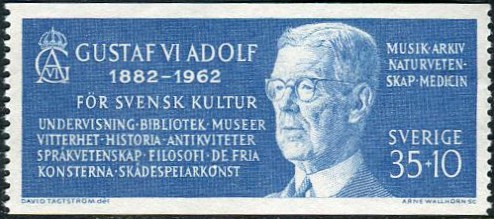 GUSTAF VI ADOLF
1882-1962
FÖR SVENSK KULTUR
UNDERVISNING·BIBLIOTEK·MUSEER
VITTERHET·HISTORIA·ANTIKVITETER
SPRÅKVETENSKAP·FILOSOFI·DE FRIA
KONSTERNA·SKÅDESPELARKONST
MUSIK·ARKIV
NATURVETEN-
SKAP·MEDICIN
SVERIGE
35+10
DAVID TÄGTSTRÖM del.
ARNE WALLHORN SC.